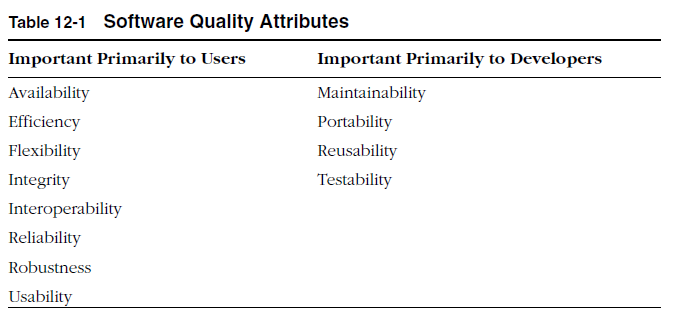 Table 12-1 Software Quality Attributes
Important Primarily to Users Important Primarily to Developers
Availability Maintainability
Efficiency Portability
Flexibility Reusability
Integrity Testability
Interoperability
Reliability
Robustness
Usability